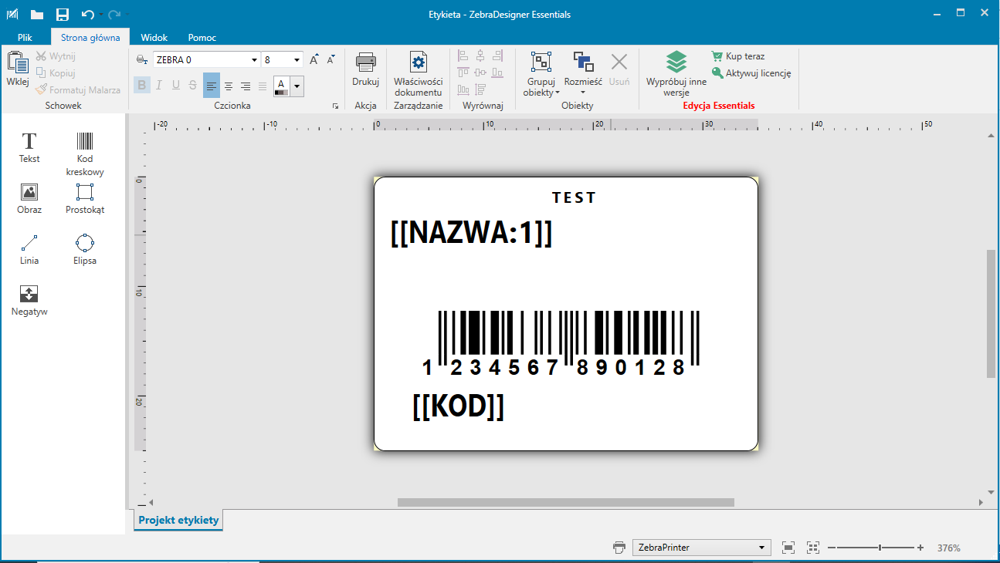 Etykieta - ZebraDesigner Essentials
Plik Strona główna Widok Pomoc
Wklej
Wytnij
Kopiuj
Formatuj Malarza
Schowek
ZEBRA 0 8 A A
B I U S A
Czcionka
Drukuj
Akcja
Właściwości
dokumentu
Zarządzanie
Wyrównaj
Grupuj
obiekty
Rozmieść
Usuń
Obiekty
Wypróbuj inne
wersje
Kup teraz
Aktywuj licencję
Edycja Essentials
T
Tekst
Kod
kreskowy
Obraz
Prostokąt
Linia
Elipsa
Negatyw
-20 -10 0 10 20 30 40 50
0
10
20
TEST
[[NAZWA:1]]
1 234567 890128
[[KOD]]
Projekt etykiety
ZebraPrinter 376%